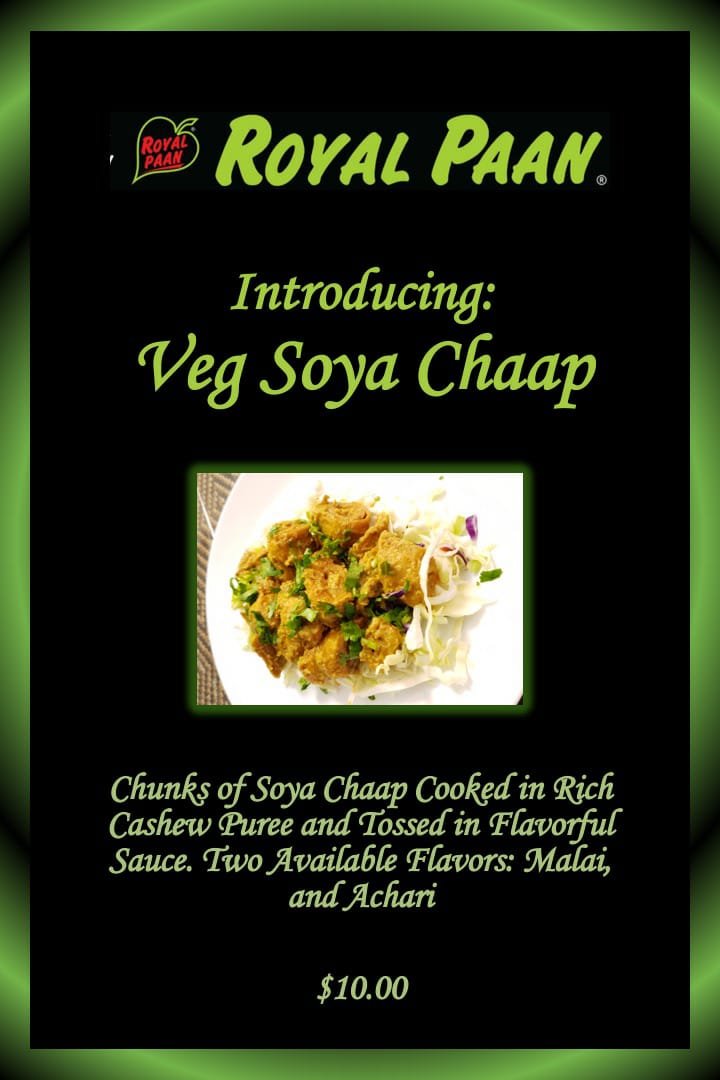 ROYAL
PAAN
ROYAL PAAN®
Introducing:
Veg Soya Chaap
Chunks of Soya Chaap Cooked in Rich
Cashew Puree and Tossed in Flavorful
Sauce. Two Available Flavors: Malai,
and Achari
$10.00